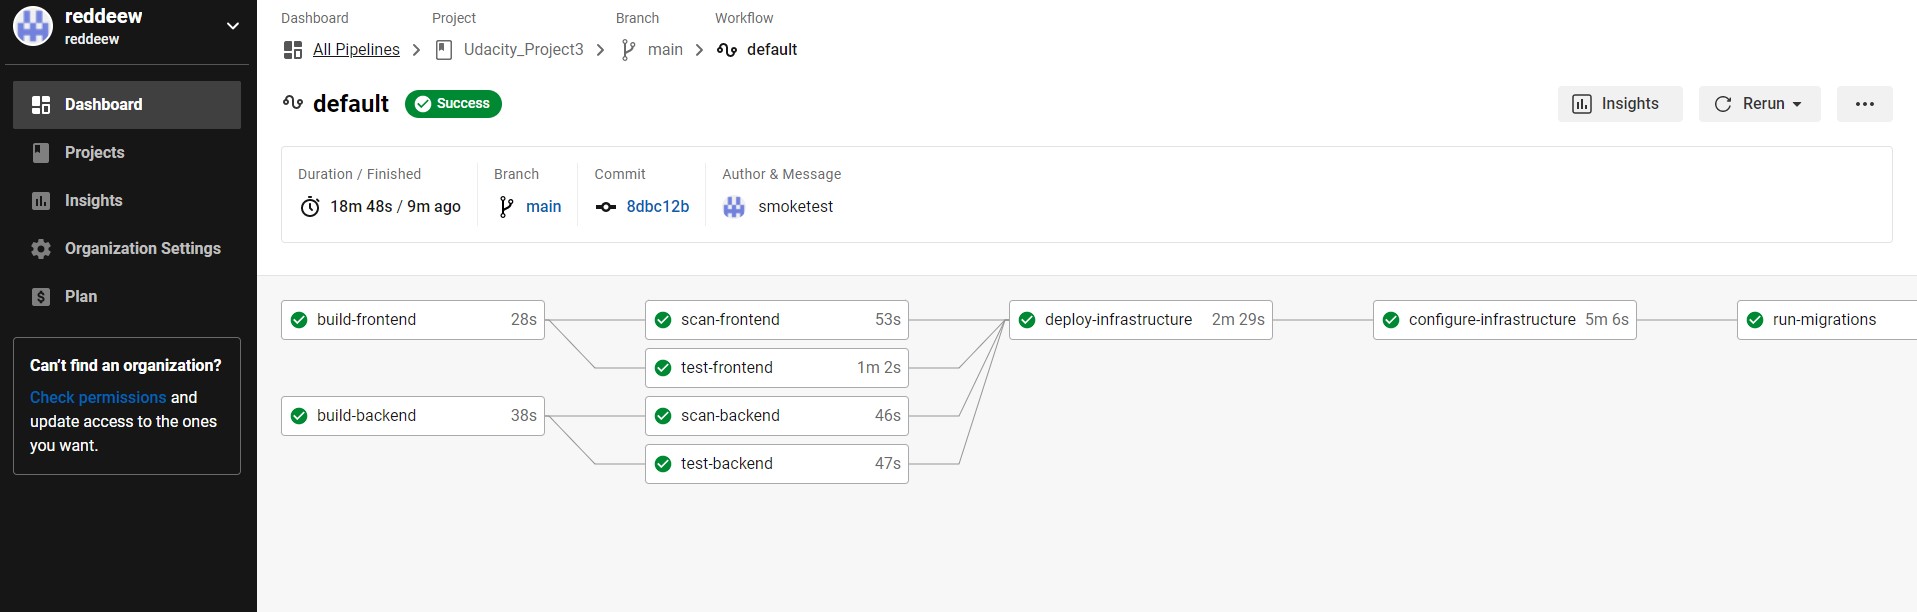 reddeew
reddeew
Dashboard
Projects
Insights
Organization Settings
Plan
Can't find an organization?
Check permissions and
update access to the ones
you want.
Dashboard Project Branch Workflow
All Pipelines Udacity_Project3 main default
default Success
Insights Rerun
Duration / Finished Branch Commit Author & Message
18m 48s / 9m ago main 8dbc12b smoketest
build-frontend 28s scan-frontend 53s deploy-infrastructure 2m 29s configure-infrastructure 5m 6s run-migrations
test-frontend 1m 2s
build-backend 38s scan-backend 46s
test-backend 47s